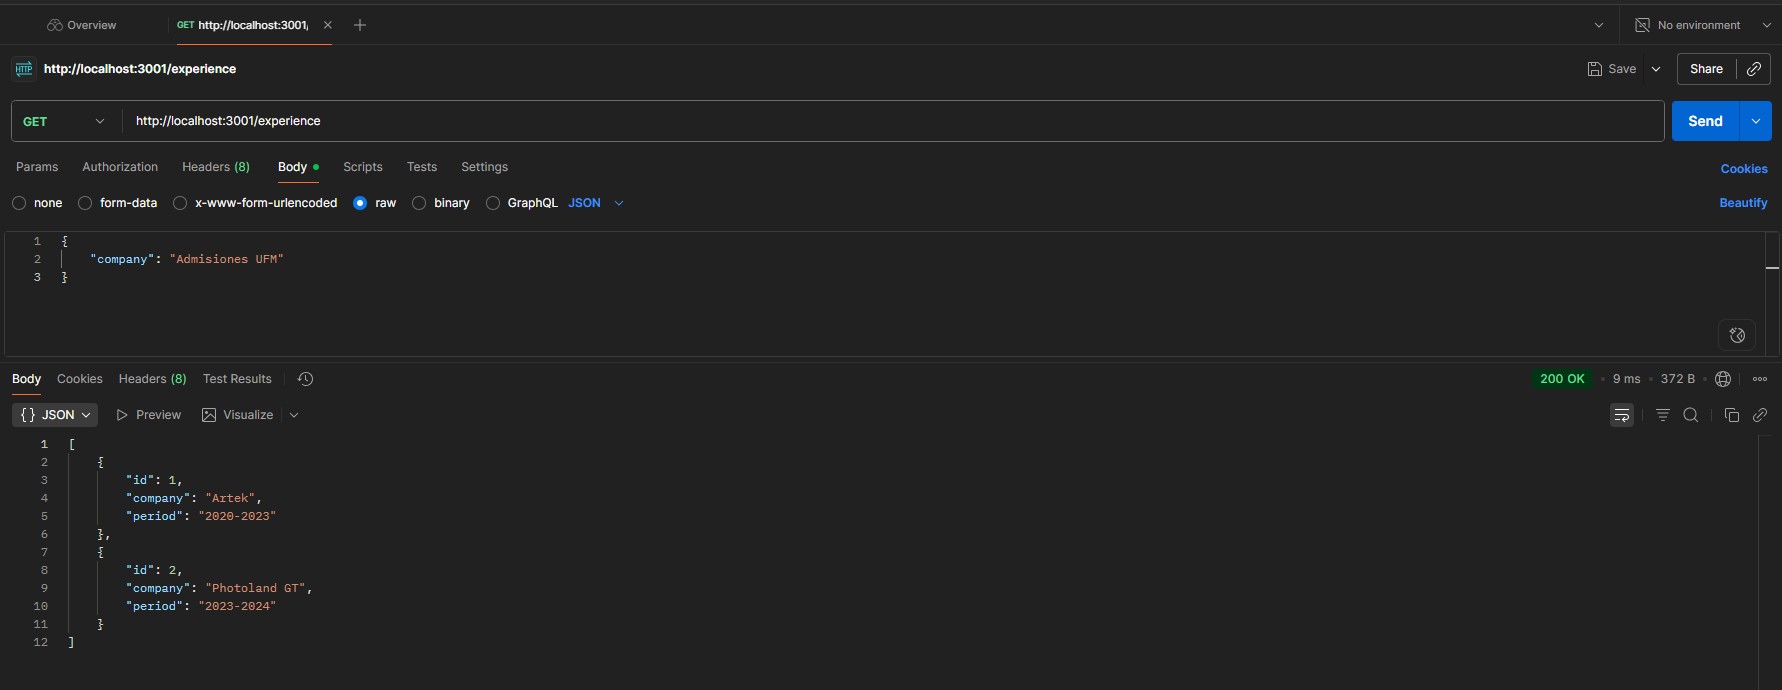 Overview
GET http://localhost:3001/
No environment
HTTP http://localhost:3001/experience
Save
Share
GET http://localhost:3001/experience
Send
Params Authorization Headers (8) Body Scripts Tests Settings
Cookies
none form-data x-www-form-urlencoded raw binary GraphQL JSON
Beautify
1 {
2 "company": "Admisiones UFM"
3 }
Body Cookies Headers (8) Test Results
200 OK 9 ms 372 B
{ } JSON Preview Visualize
1 [
2 {
3 "id": 1,
4 "company": "Artek",
5 "period": "2020-2023"
6 },
7 {
8 "id": 2,
9 "company": "Photoland GT",
10 "period": "2023-2024"
11 }
12 ]